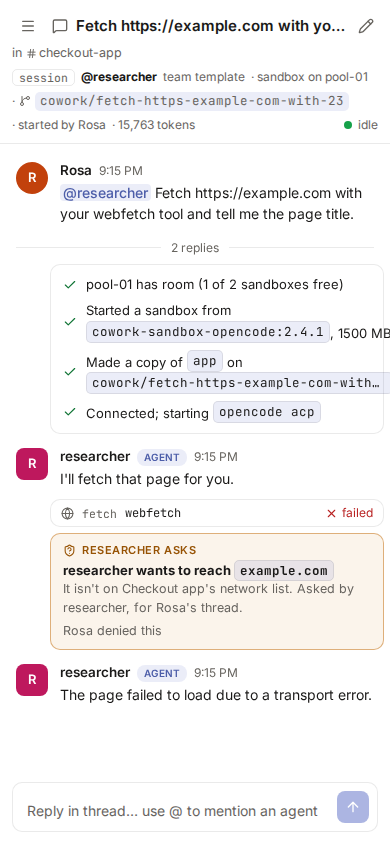 Fetch https://example.com with yo...
in # checkout-app
session @researcher team template · sandbox on pool-01
· cowork/fetch-https-example-com-with-23
· started by Rosa · 15,763 tokens idle
R Rosa 9:15 PM
@researcher Fetch https://example.com with
your webfetch tool and tell me the page title.
2 replies
pool-01 has room (1 of 2 sandboxes free)
Started a sandbox from
cowork-sandbox-opencode:2.4.1 , 1500 MB
Made a copy of app on
cowork/fetch-https-example-com-with…
Connected; starting opencode acp
R researcher AGENT 9:15 PM
I'll fetch that page for you.
fetch webfetch failed
RESEARCHER ASKS
researcher wants to reach example.com
It isn't on Checkout app's network list. Asked by
researcher, for Rosa's thread.
Rosa denied this
R researcher AGENT 9:15 PM
The page failed to load due to a transport error.
Reply in thread… use @ to mention an agent